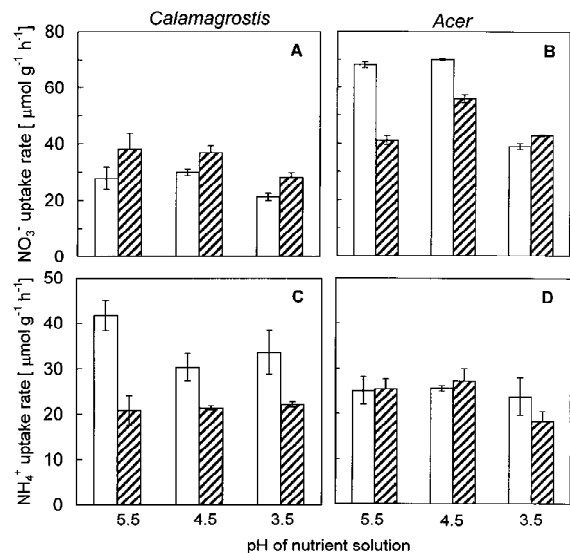 Calamagrostis
Acer
NO₃⁻ uptake rate [ μmol g⁻¹ h⁻¹]
80
60
40
20
0
A
B
NH₄⁺ uptake rate [ μmol g⁻¹ h⁻¹]
50
40
30
20
10
0
C
D
5.5 4.5 3.5 5.5 4.5 3.5
pH of nutrient solution